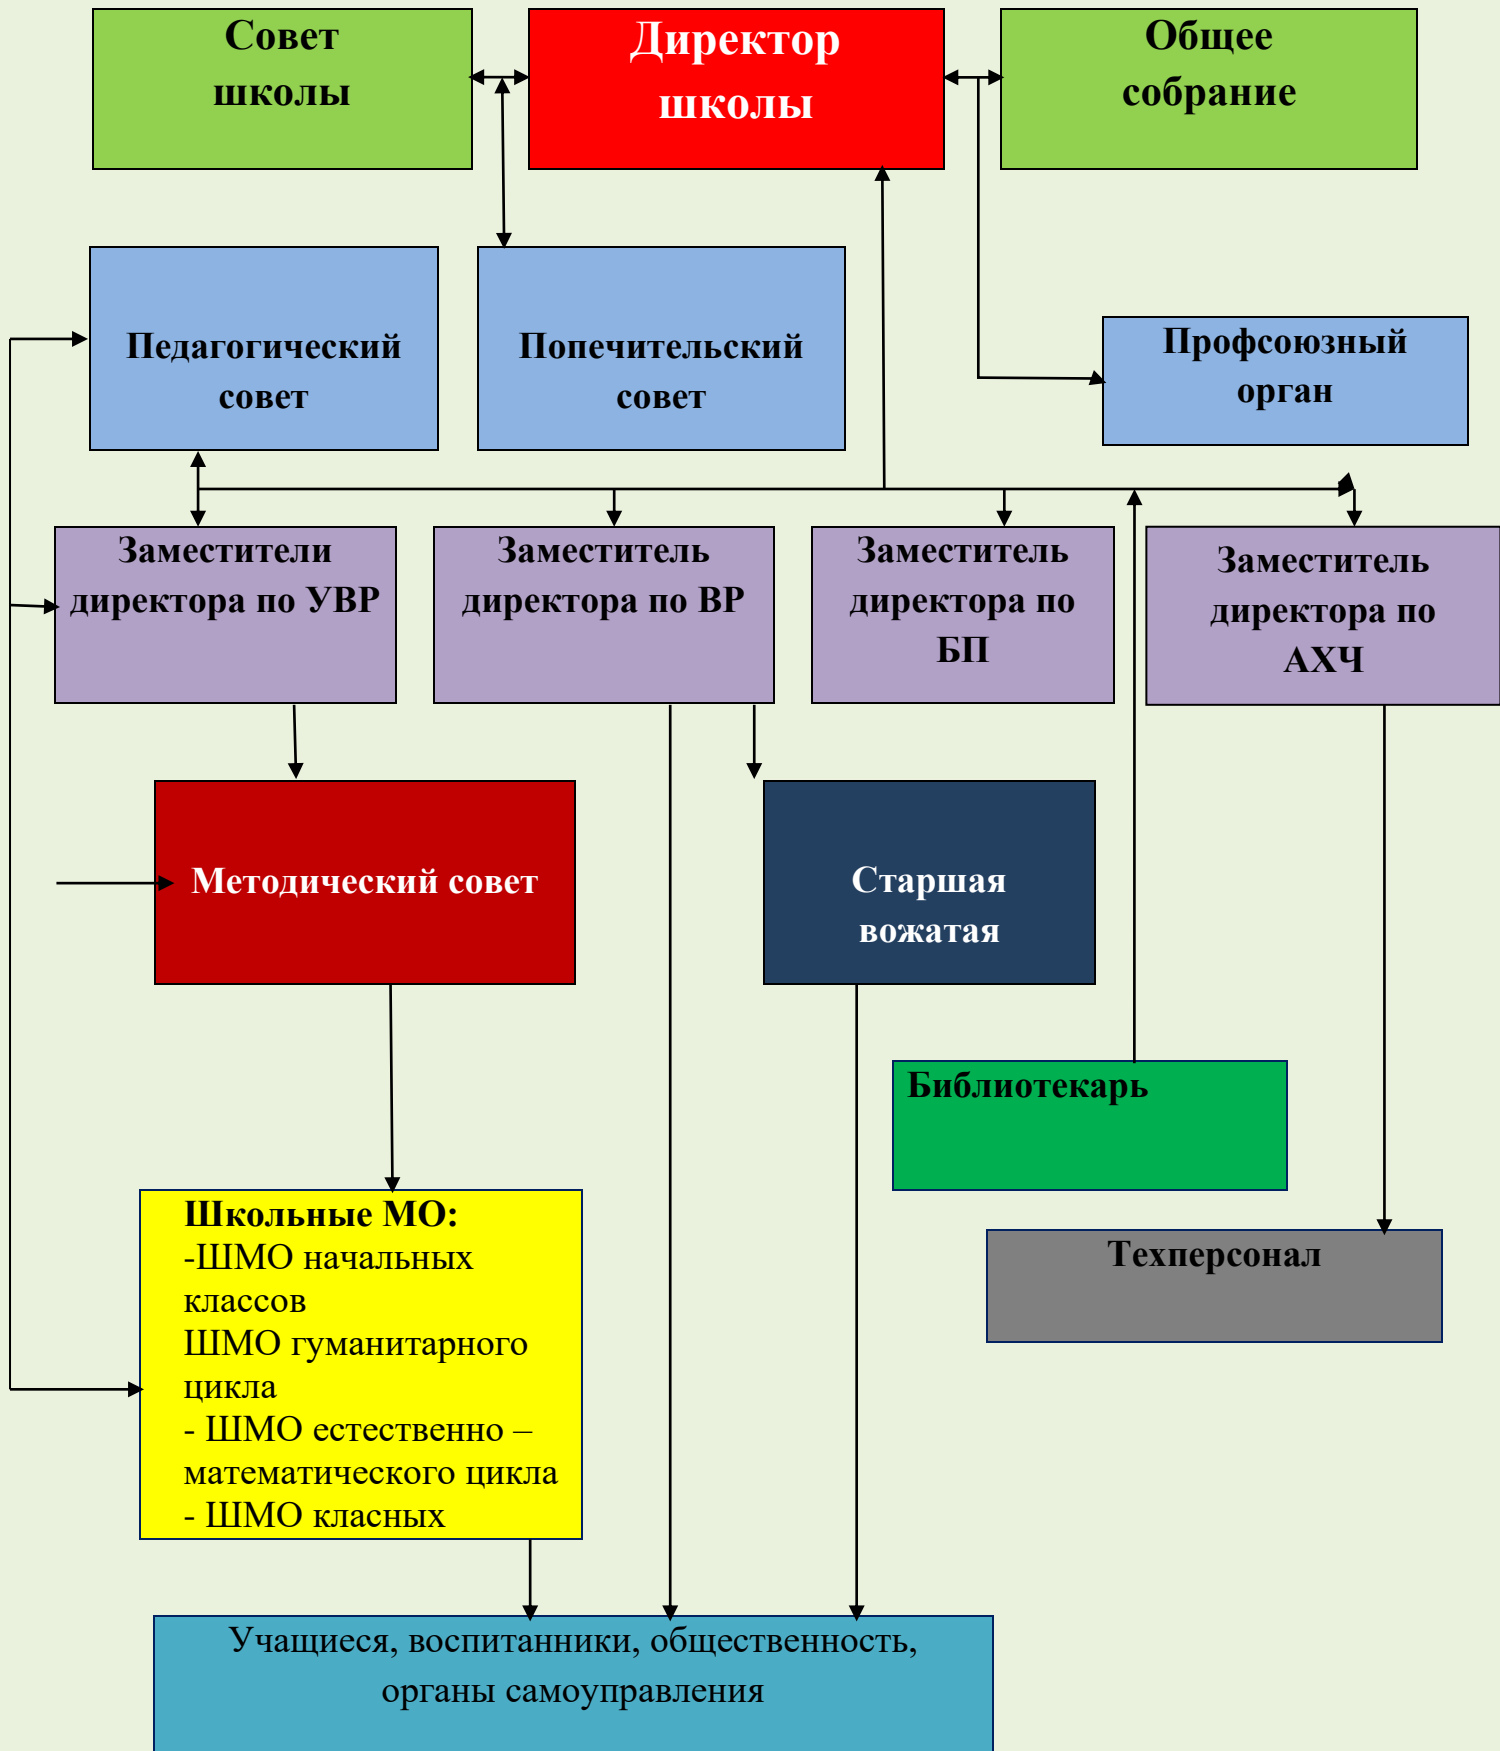 Совет
школы
Директор
школы
Общее
собрание
Педагогический
совет
Попечительский
совет
Профсоюзный
орган
Заместители
директора по УВР
Заместитель
директора по ВР
Заместитель
директора по
БП
Заместитель
директора по
АХЧ
Методический совет
Старшая
вожатая
Библиотекарь
Школьные МО:
-ШМО начальных
классов
ШМО гуманитарного
цикла
- ШМО естественно –
математического цикла
- ШМО класных
Техперсонал
Учащиеся, воспитанники, общественность,
органы самоуправления